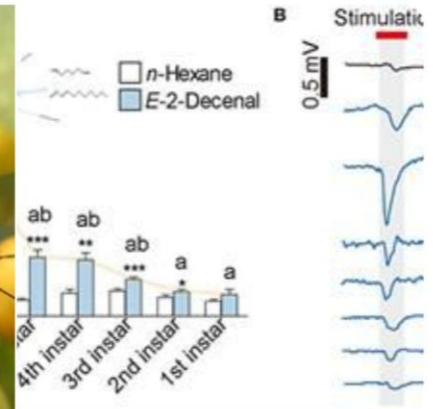 B
Stimulatio
0.5 mV
n-Hexane
E-2-Decenal
ab
ab
ab
a
a
***
**
***
*
4th instar
3rd instar
2nd instar
1st instar